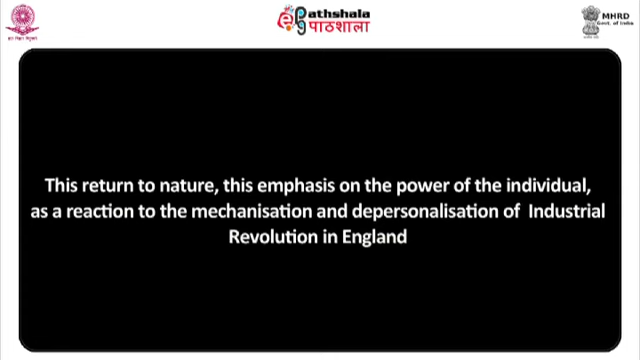 Pathshala
पाठशाला
MHRD
Govt. of India
This return to nature, this emphasis on the power of the individual,
as a reaction to the mechanisation and depersonalisation of Industrial
Revolution in England